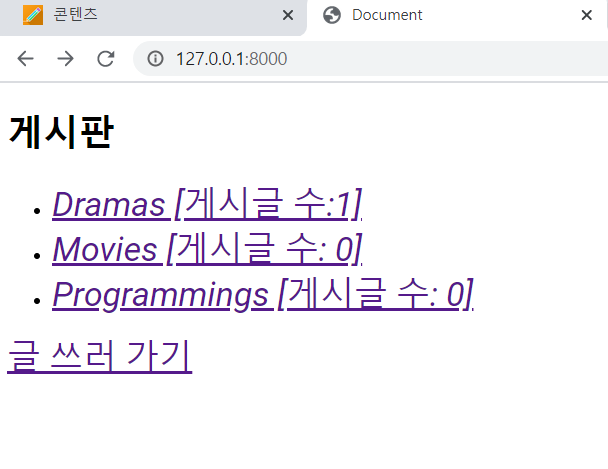 콘텐츠 Document
127.0.0.1:8000
게시판
Dramas [게시글 수:1]
Movies [게시글 수: 0]
Programmings [게시글 수: 0]
글 쓰러 가기